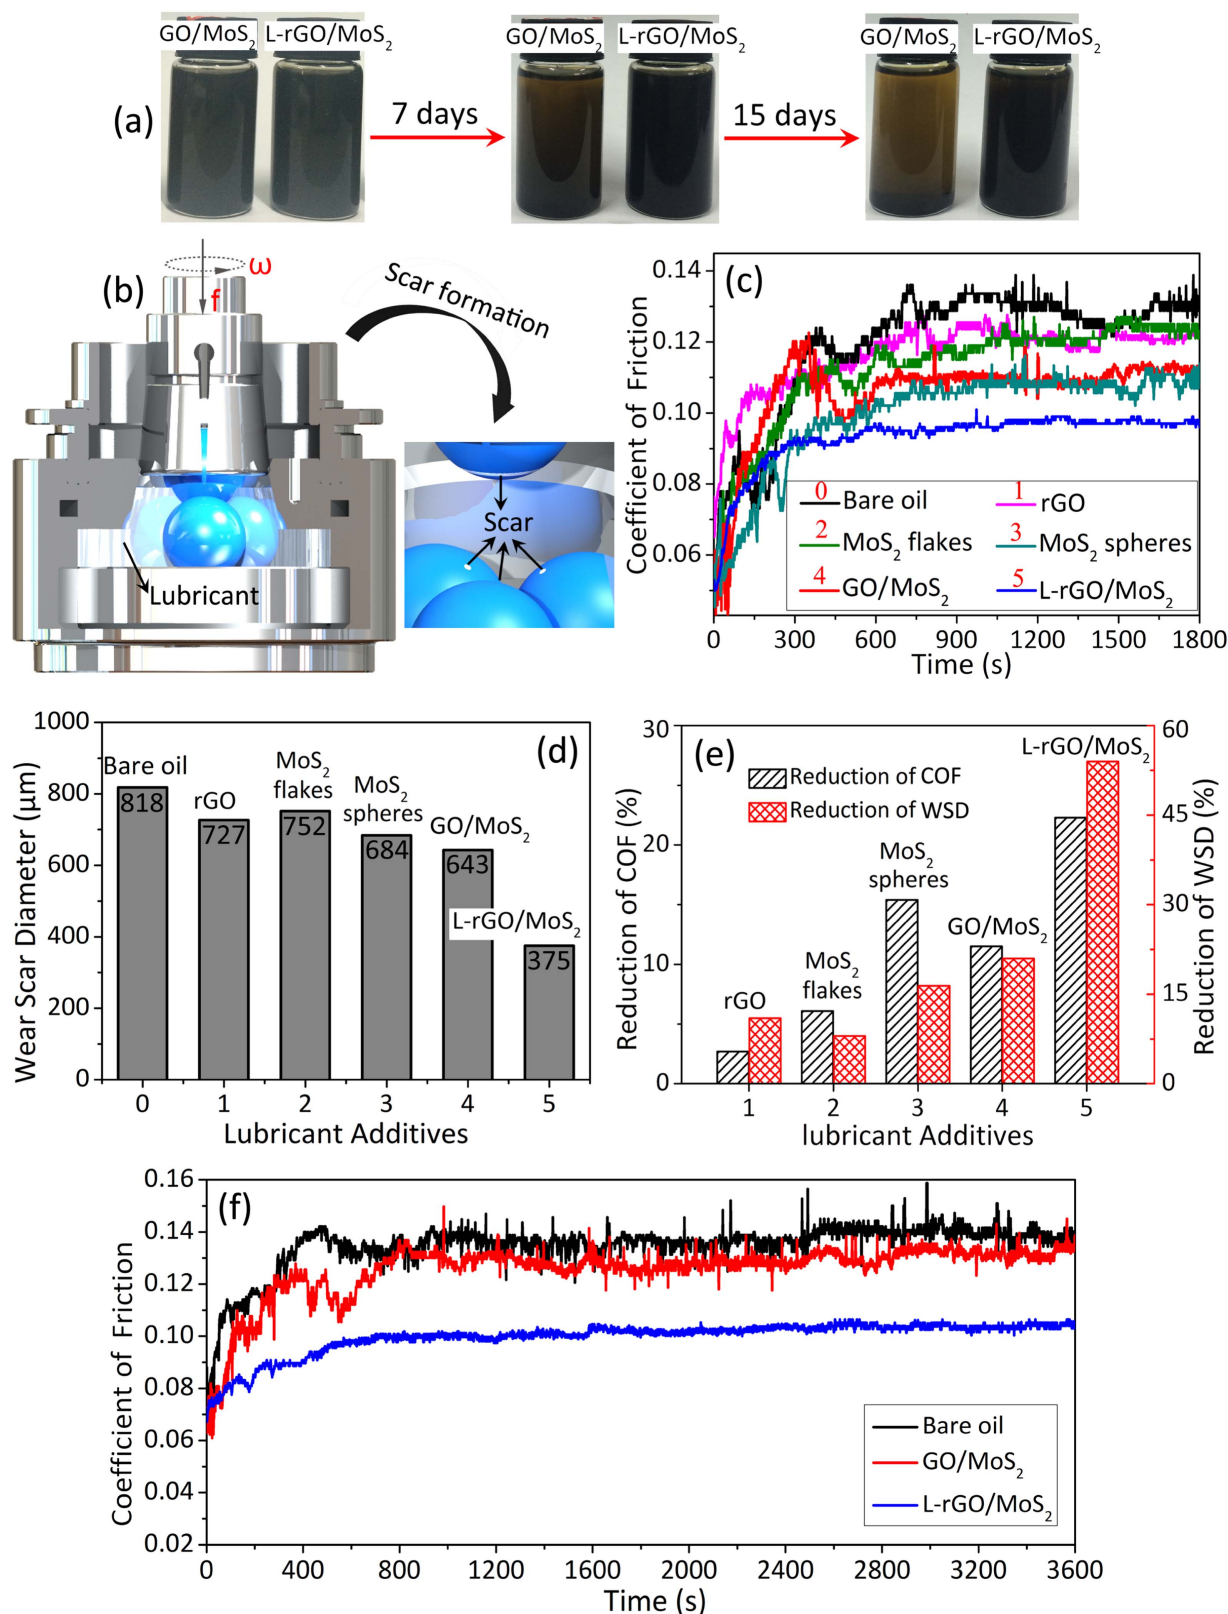 GO/MoS2 L-rGO/MoS2
GO/MoS2 L-rGO/MoS2
GO/MoS2 L-rGO/MoS2
(a)
7 days
15 days
(b)
ω
f
Scar formation
Scar
Lubricant
(c)
Coefficient of Friction
0.14
0.12
0.10
0.08
0.06
0 Bare oil
1 rGO
2 MoS2 flakes
3 MoS2 spheres
4 GO/MoS2
5 L-rGO/MoS2
0 300 600 900 1200 1500 1800
Time (s)
(d)
Wear Scar Diameter (μm)
1000
800
600
400
200
0
Bare oil
818
rGO
727
MoS2
flakes
752
MoS2
spheres
684
GO/MoS2
643
L-rGO/MoS2
375
0 1 2 3 4 5
Lubricant Additives
(e)
Reduction of COF (%)
30
20
10
0
Reduction of COF
Reduction of WSD
rGO
MoS2
flakes
MoS2
spheres
GO/MoS2
L-rGO/MoS2
60
45
30
15
0
Reduction of WSD (%)
1 2 3 4 5
lubricant Additives
(f)
Coefficient of Friction
0.16
0.14
0.12
0.10
0.08
0.06
0.04
0.02
Bare oil
GO/MoS2
L-rGO/MoS2
0 400 800 1200 1600 2000 2400 2800 3200 3600
Time (s)